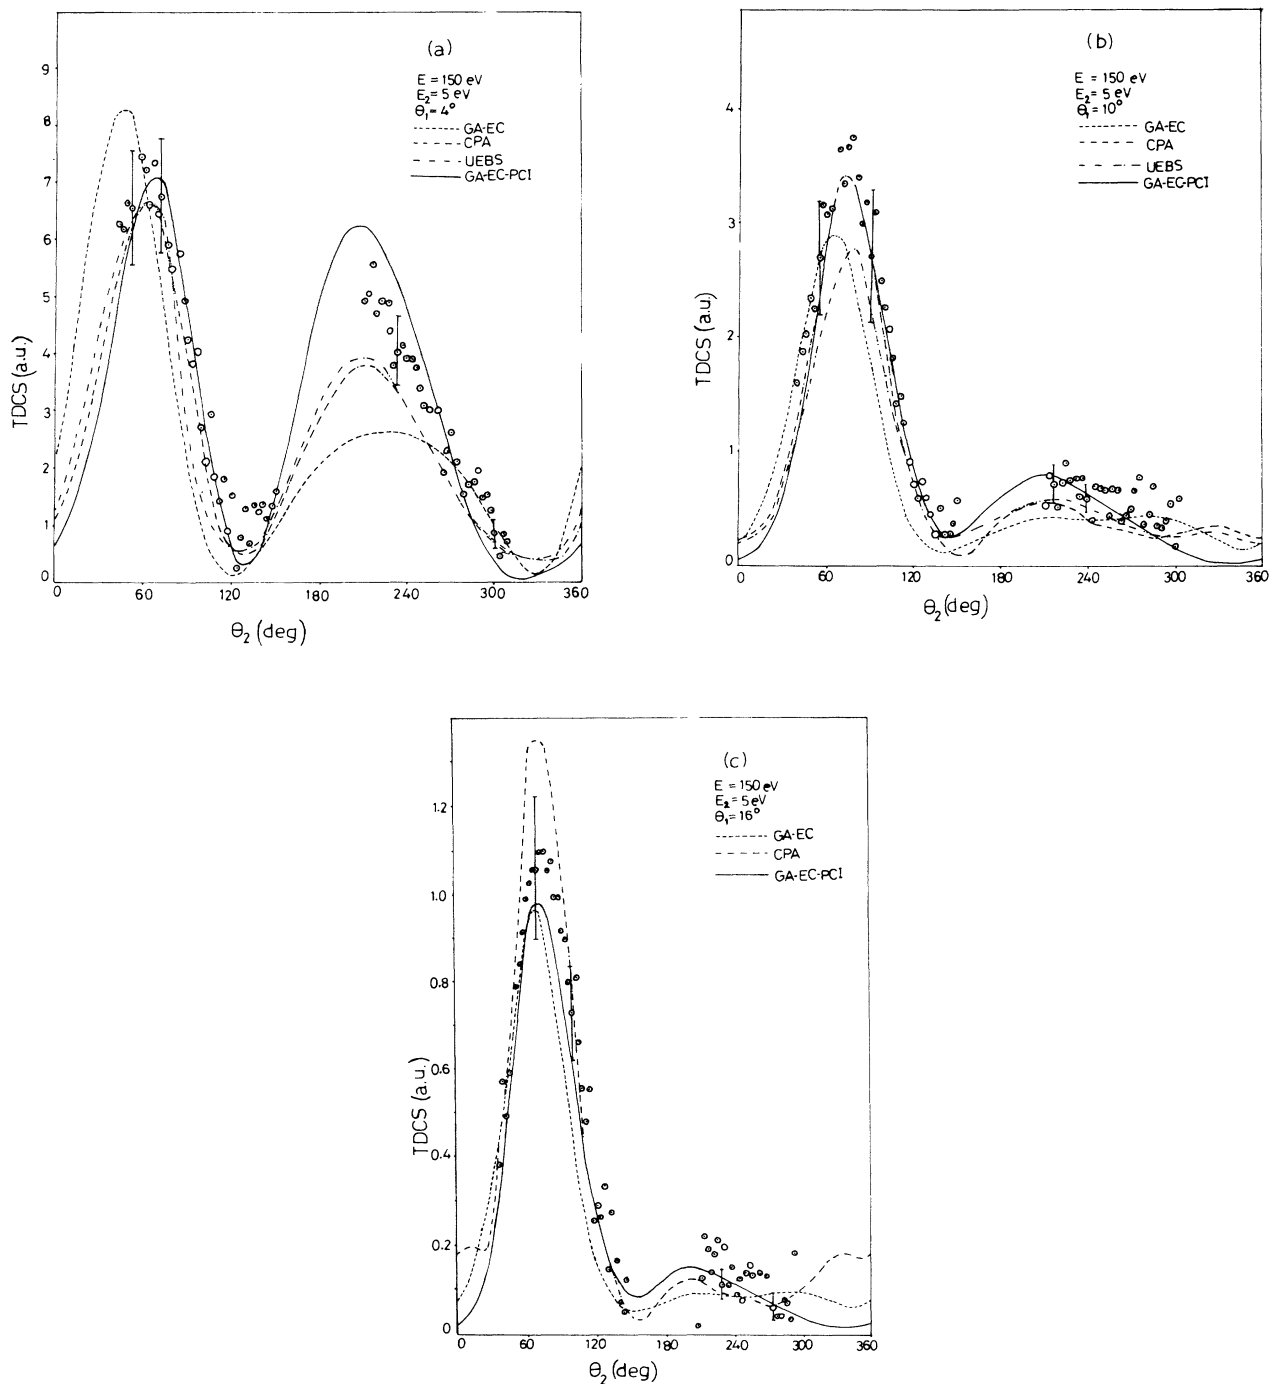 (a)
E = 150 eV
E₂ = 5 eV
θ₁ = 4°
GA-EC
CPA
UEBS
GA-EC-PCI
TDCS (a.u.)
9
8
7
6
5
4
3
2
1
0
0 60 120 180 240 300 360
θ₂ (deg)
(b)
E = 150 eV
E₂ = 5 eV
θ₁ = 10°
GA-EC
CPA
UEBS
GA-EC-PCI
TDCS (a.u.)
4
3
2
1
0
0 60 120 180 240 300 360
θ₂ (deg)
(c)
E = 150 eV
E₂ = 5 eV
θ₁ = 16°
GA-EC
CPA
GA-EC-PCI
TDCS (a.u.)
1.2
1.0
0.8
0.6
0.4
0.2
0
0 60 120 180 240 300 360
θ₂ (deg)